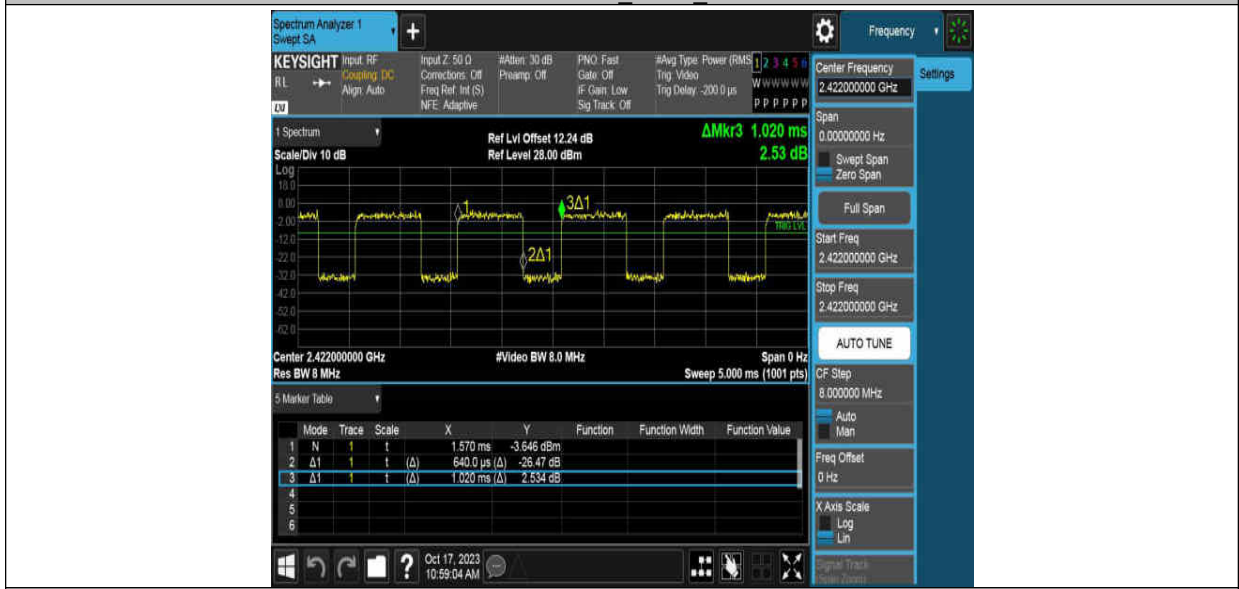 Spectrum Analyzer 1
Swept SA
+
Frequency
KEYSIGHT
RL
LXI
Input: RF
Coupling: DC
Align: Auto
Input Z: 50 Ω
Corrections: Off
Freq Ref: Int (S)
NFE: Adaptive
#Atten: 30 dB
Preamp: Off
PNO: Fast
Gate: Off
IF Gain: Low
Sig Track: Off
#Avg Type: Power (RMS
Trig: Video
Trig Delay: -200.0 µs
1 2 3 4 5 6
W W W W W W
P P P P P P
Center Frequency
2.422000000 GHz
Settings
1 Spectrum
Scale/Div 10 dB
Ref Lvl Offset 12.24 dB
Ref Level 28.00 dBm
ΔMkr3 1.020 ms
2.53 dB
Log
18.0
8.00
-2.00
-12.0
-22.0
-32.0
-42.0
-52.0
-62.0
1
3Δ1
2Δ1
TRIG LVL
Center 2.422000000 GHz
Res BW 8 MHz
#Video BW 8.0 MHz
Span 0 Hz
Sweep 5.000 ms (1001 pts)
Span
0.00000000 Hz
Swept Span
Zero Span
Full Span
Start Freq
2.422000000 GHz
Stop Freq
2.422000000 GHz
AUTO TUNE
CF Step
8.000000 MHz
Auto
Man
Freq Offset
0 Hz
X Axis Scale
Log
Lin
Signal Track
(Span Zoom)
5 Marker Table
Mode Trace Scale X Y Function Function Width Function Value
1 N 1 t 1.570 ms -3.646 dBm
2 Δ1 1 t (Δ) 640.0 µs (Δ) -26.47 dB
3 Δ1 1 t (Δ) 1.020 ms (Δ) 2.534 dB
4
5
6
?
Oct 17, 2023
10:59:04 AM